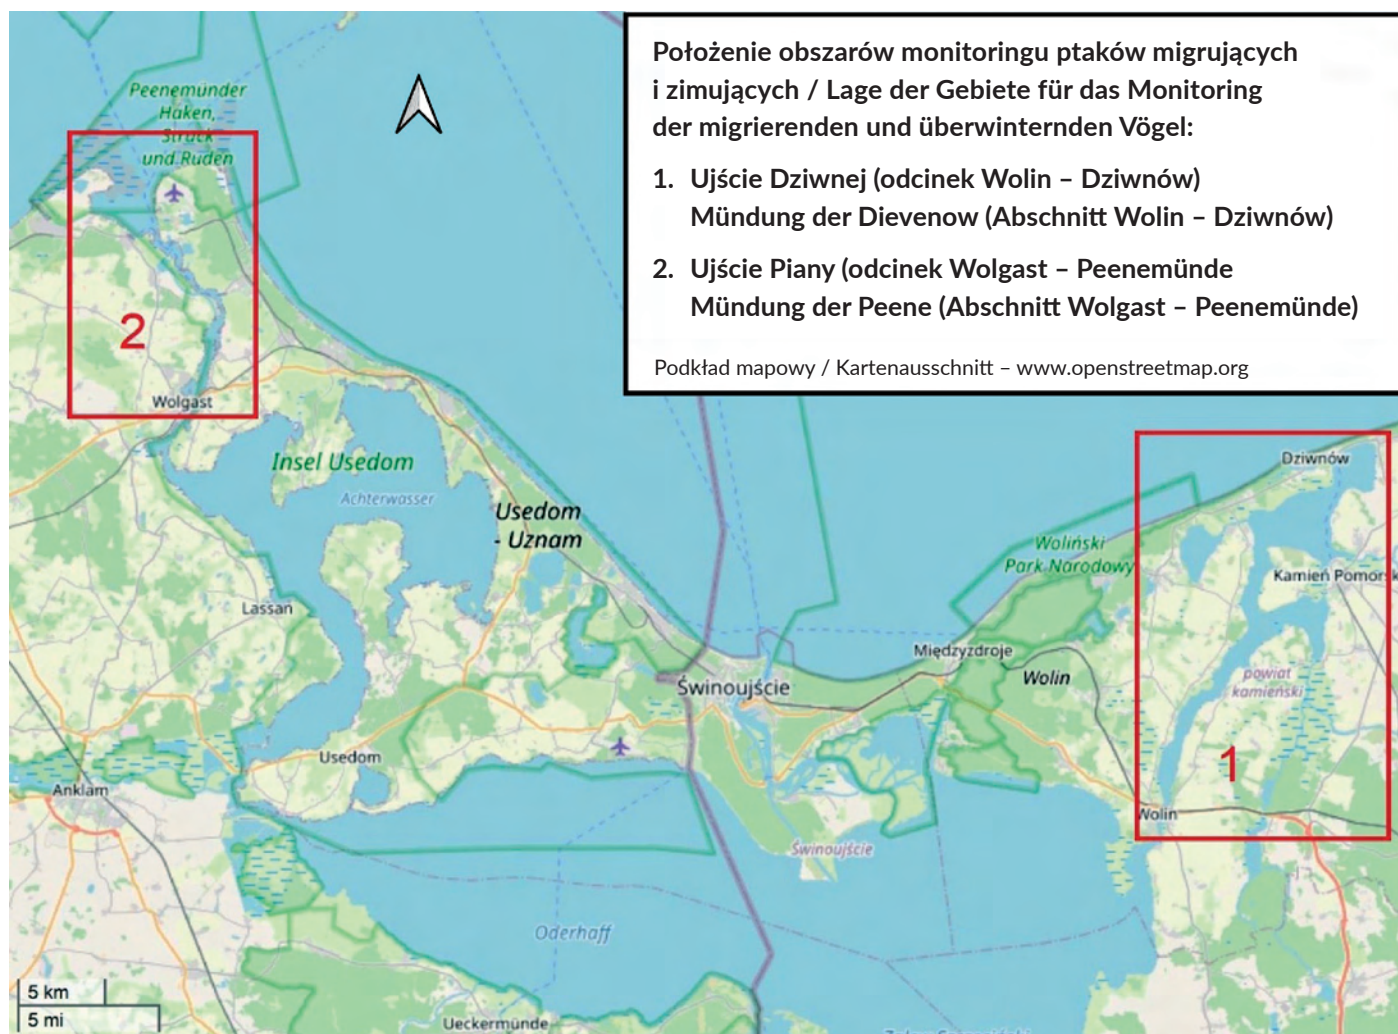 Położenie obszarów monitoringu ptaków migrujących
i zimujących / Lage der Gebiete für das Monitoring
der migrierenden und überwinternden Vögel:
1. Ujście Dziwnej (odcinek Wolin – Dziwnów)
Mündung der Dievenow (Abschnitt Wolin – Dziwnów)
2. Ujście Piany (odcinek Wolgast – Peenemünde
Mündung der Peene (Abschnitt Wolgast – Peenemünde)
Podkład mapowy / Kartenausschnitt – www.openstreetmap.org
Peenemünder
Haken,
Struck
und Ruden
2
Wolgast
Insel Usedom
Achterwasser
Usedom
- Uznam
Lassan
Usedom
Anklam
Świnoujście
Świnoujście
Oderhaff
Ueckermünde
Międzyzdroje
Woliński
Park Narodowy
Wolin
Dziwnów
Kamień Pomorsk
powiat
kamieński
1
Wolin
5 km
5 mi